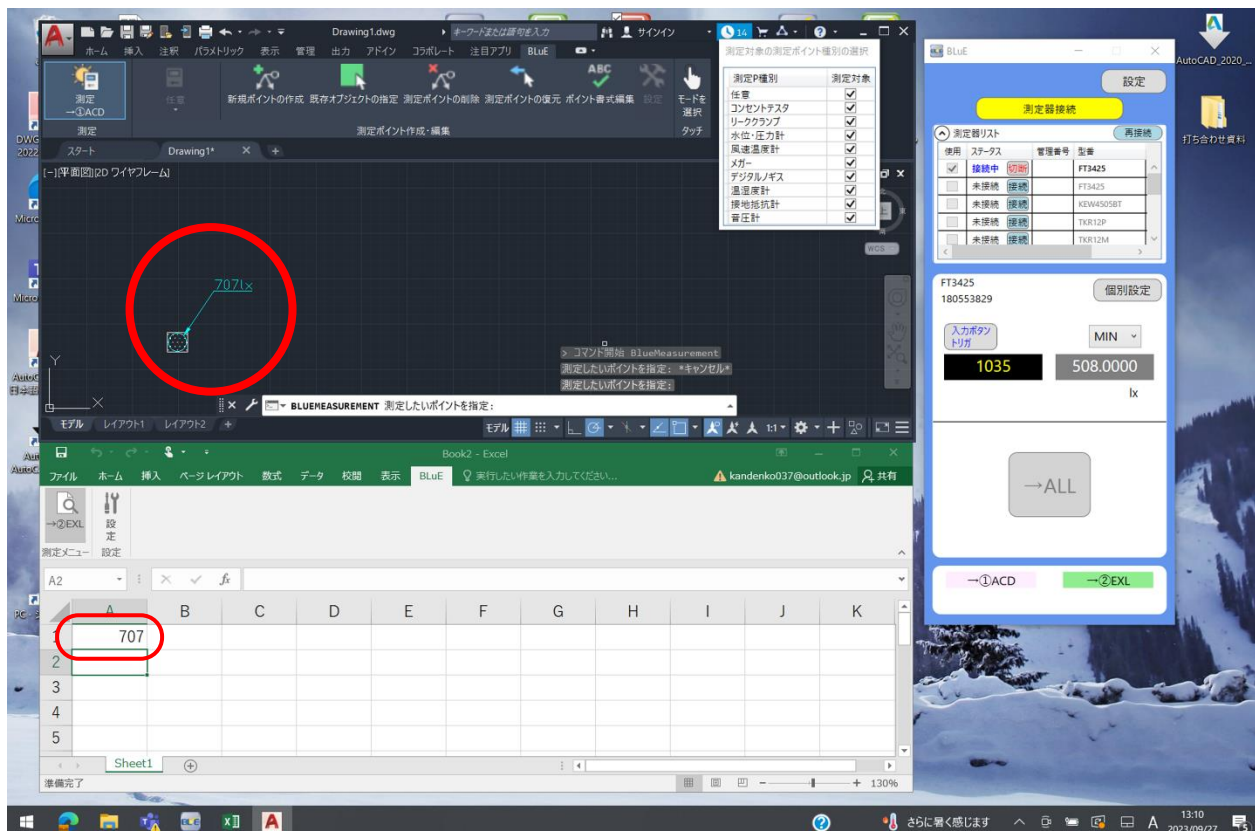 Drawing1.dwg
キーワードまたは語句を入力
サインイン
14
ホーム 挿入 注釈 パラメトリック 表示 管理 出力 アドイン コラボレート 注目アプリ BLuE
測定
→①ACD
任意
新規ポイントの作成 既存オブジェクトの指定 測定ポイントの削除 測定ポイントの復元 ポイント書式編集 設定
モードを
選択
測定
測定ポイント作成・編集
タッチ
スタート Drawing1*
[−][平面図][2D ワイヤフレーム]
707lx
WCS
> コマンド開始 BlueMeasurement
測定したいポイントを指定: *キャンセル*
測定したいポイントを指定:
BLUEMEASUREMENT 測定したいポイントを指定:
Y
X
モデル レイアウト1 レイアウト2 +
モデル 1:1
測定対象の測定ポイント種別の選択
測定P種別 測定対象
任意
コンセントテスタ
リーククランプ
水位・圧力計
風速温度計
メガー
デジタルノギス
温湿度計
接地抵抗計
音圧計
Book2 - Excel
ファイル ホーム 挿入 ページ レイアウト 数式 データ 校閲 表示 BLuE 実行したい作業を入力してください...
kandenko037@outlook.jp 共有
→②EXL
設
定
測定メニュー 設定
A2
fx
A B C D E F G H I J K
1 707
2
3
4
5
Sheet1
準備完了
130%
BLuE
設定
測定器接続
測定器リスト 再接続
使用 ステータス 管理番号 型番
接続中 切断 FT3425
未接続 接続 FT3425
未接続 接続 KEW4505BT
未接続 接続 TKR12P
未接続 接続 TKR12M
FT3425
180553829
個別設定
入力ボタン
トリガ
MIN
1035 508.0000
lx
→ALL
→①ACD →②EXL
AutoCAD_2020_...
打ち合わせ資料
さらに暑く感じます
A
13:10
2023/09/27